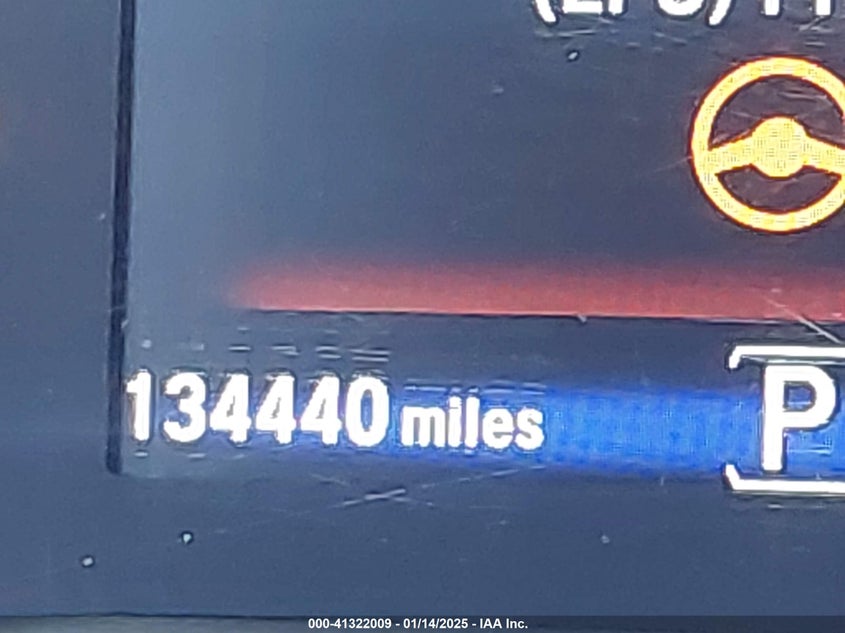 134440 miles
P
000-41322009 - 01/14/2025 - IAA Inc.